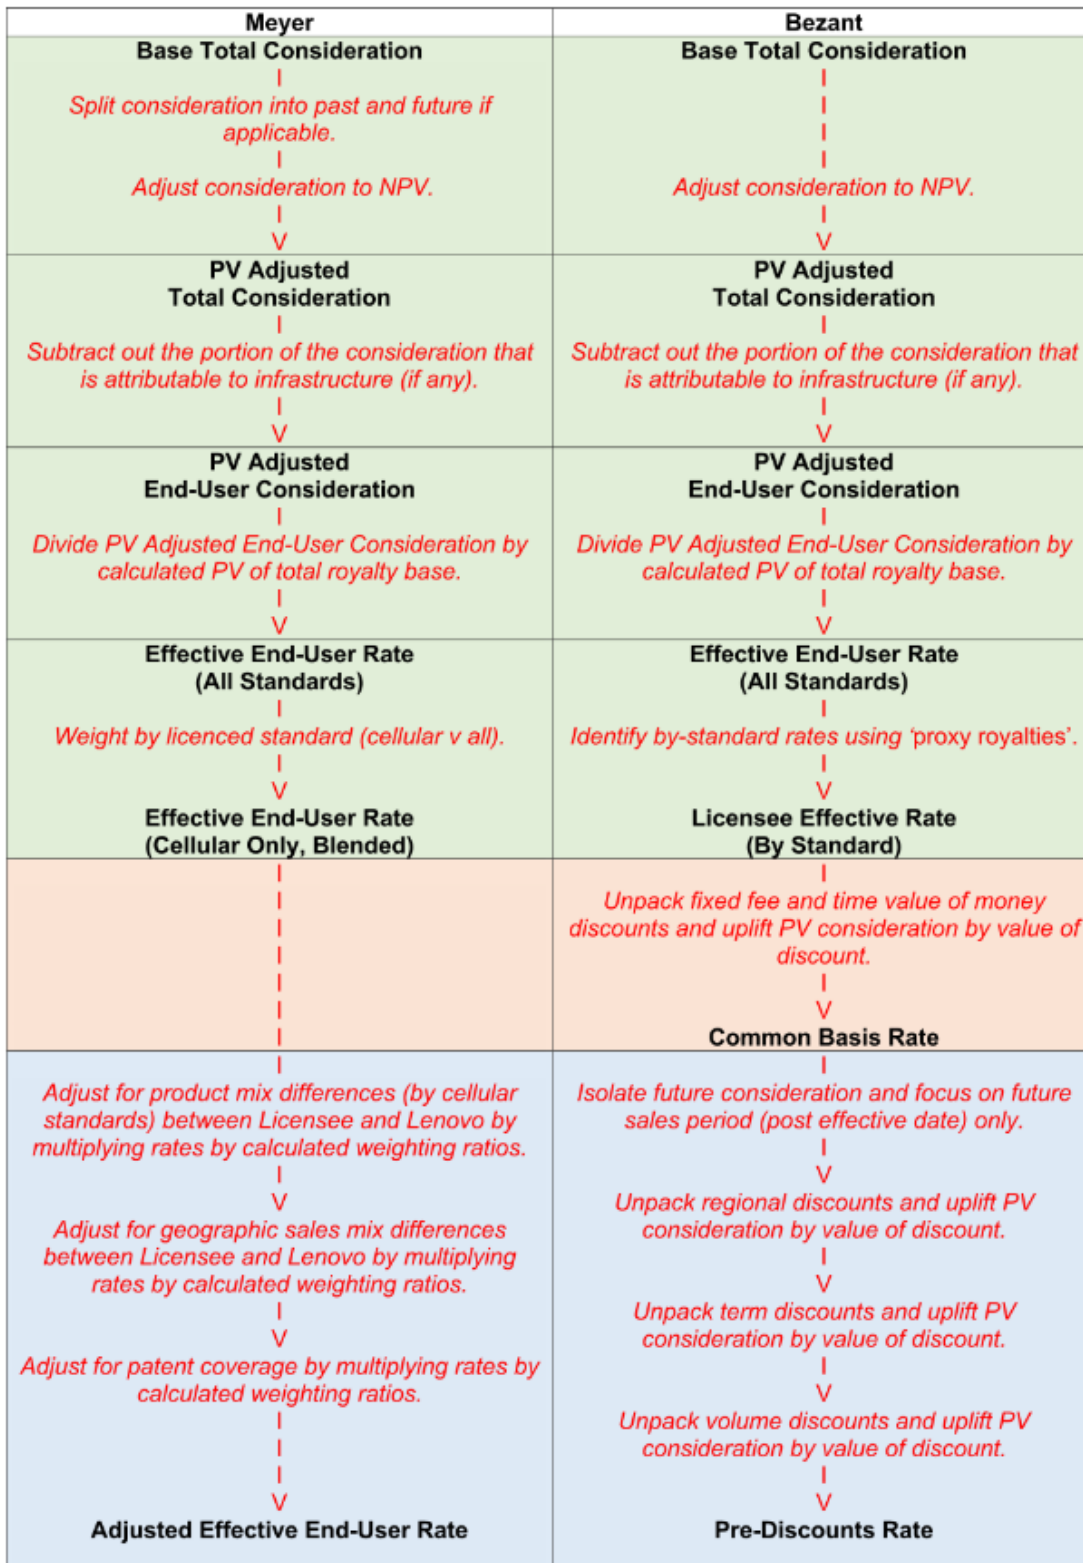 Meyer
Base Total Consideration
Split consideration into past and future if
applicable.
Adjust consideration to NPV.
PV Adjusted
Total Consideration
Subtract out the portion of the consideration that
is attributable to infrastructure (if any).
PV Adjusted
End-User Consideration
Divide PV Adjusted End-User Consideration by
calculated PV of total royalty base.
Effective End-User Rate
(All Standards)
Weight by licenced standard (cellular v all).
Effective End-User Rate
(Cellular Only, Blended)
Adjust for product mix differences (by cellular
standards) between Licensee and Lenovo by
multiplying rates by calculated weighting ratios.
Adjust for geographic sales mix differences
between Licensee and Lenovo by multiplying
rates by calculated weighting ratios.
Adjust for patent coverage by multiplying rates by
calculated weighting ratios.
Adjusted Effective End-User Rate
Bezant
Base Total Consideration
Adjust consideration to NPV.
PV Adjusted
Total Consideration
Subtract out the portion of the consideration that
is attributable to infrastructure (if any).
PV Adjusted
End-User Consideration
Divide PV Adjusted End-User Consideration by
calculated PV of total royalty base.
Effective End-User Rate
(All Standards)
Identify by-standard rates using 'proxy royalties'.
Licensee Effective Rate
(By Standard)
Unpack fixed fee and time value of money
discounts and uplift PV consideration by value of
discount.
Common Basis Rate
Isolate future consideration and focus on future
sales period (post effective date) only.
Unpack regional discounts and uplift PV
consideration by value of discount.
Unpack term discounts and uplift PV
consideration by value of discount.
Unpack volume discounts and uplift PV
consideration by value of discount.
Pre-Discounts Rate